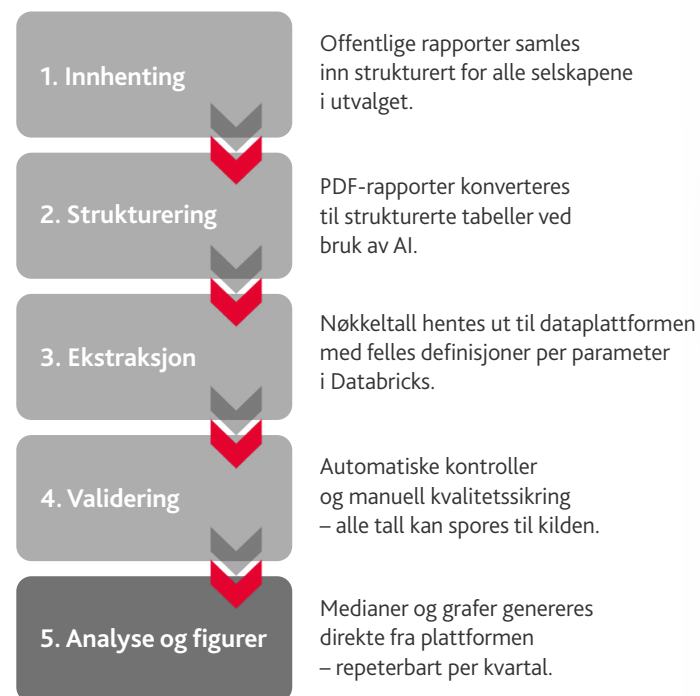 1. Innhenting
Offentlige rapporter samles
inn strukturert for alle selskapene
i utvalget.
2. Strukturering
PDF-rapporter konverteres
til strukturerte tabeller ved
bruk av AI.
3. Ekstraksjon
Nøkkeltall hentes ut til dataplattformen
med felles definisjoner per parameter
i Databricks.
4. Validering
Automatiske kontroller
og manuell kvalitetssikring
– alle tall kan spores til kilden.
5. Analyse og figurer
Medianer og grafer genereres
direkte fra plattformen
– repeterbart per kvartal.